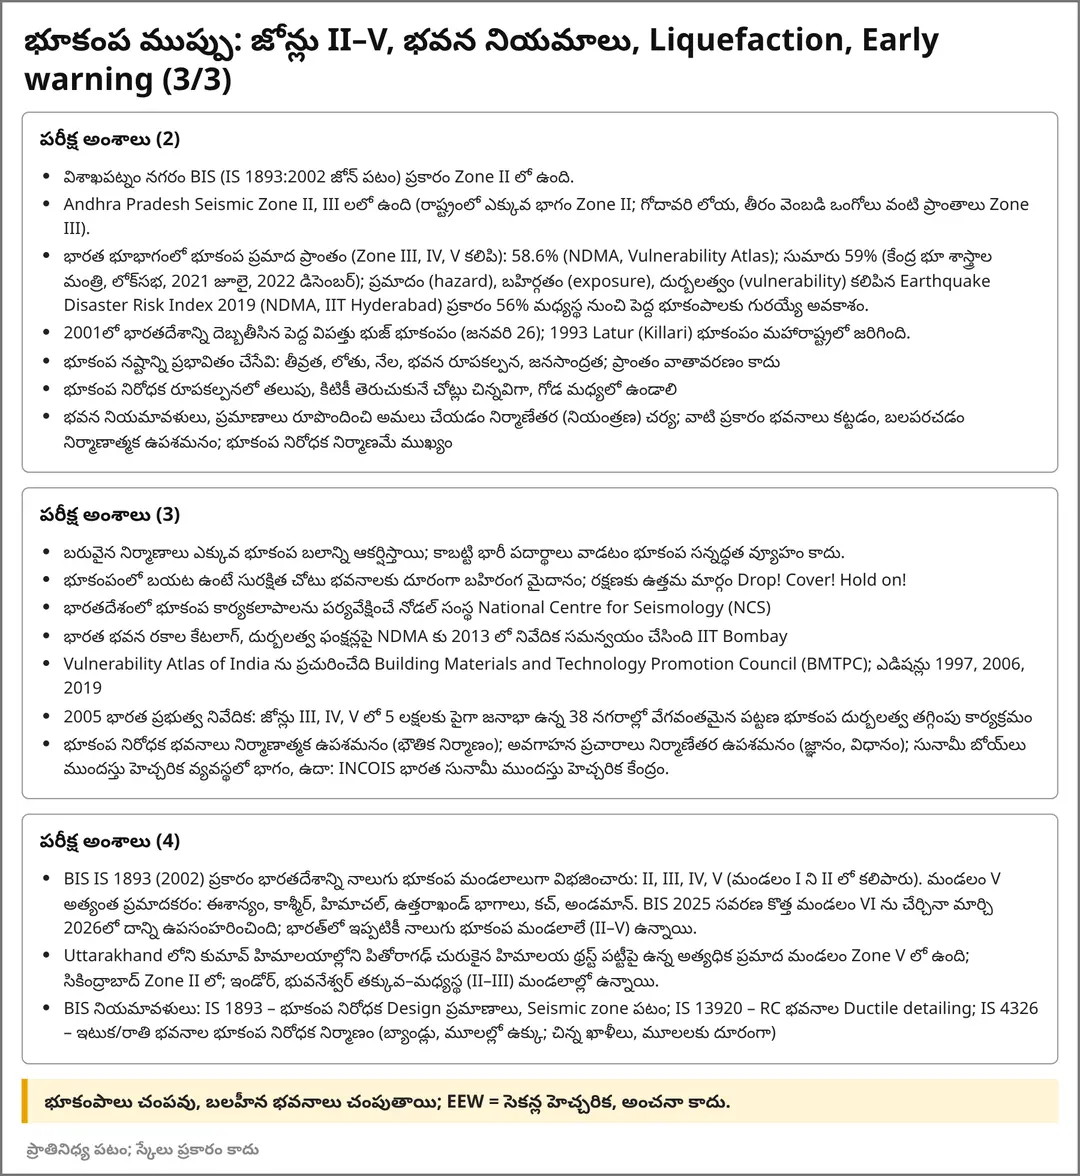 భూకంప ముప్పు: జోన్లు II–V, భవన నియమాలు, Liquefaction, Early
warning (3/3)
పరీక్ష అంశాలు (2)
• విశాఖపట్నం నగరం BIS (IS 1893:2002 జోన్ పటం) ప్రకారం Zone II లో ఉంది.
• Andhra Pradesh Seismic Zone II, III లలో ఉంది (రాష్ట్రంలో ఎక్కువ భాగం Zone II; గోదావరి లోయ, తీరం వెంబడి ఒంగోలు వంటి ప్రాంతాలు Zone
III).
• భారత భూభాగంలో భూకంప ప్రమాద ప్రాంతం (Zone III, IV, V కలిపి): 58.6% (NDMA, Vulnerability Atlas); సుమారు 59% (కేంద్ర భూ శాస్త్రాల
మంత్రి, లోక్‌సభ, 2021 జూలై, 2022 డిసెంబర్); ప్రమాదం (hazard), బహిర్గతం (exposure), దుర్బలత్వం (vulnerability) కలిపిన Earthquake
Disaster Risk Index 2019 (NDMA, IIT Hyderabad) ప్రకారం 56% మధ్యస్థ నుంచి పెద్ద భూకంపాలకు గురయ్యే అవకాశం.
• 2001లో భారతదేశాన్ని దెబ్బతీసిన పెద్ద విపత్తు భుజ్ భూకంపం (జనవరి 26); 1993 Latur (Killari) భూకంపం మహారాష్ట్రలో జరిగింది.
• భూకంప నష్టాన్ని ప్రభావితం చేసేవి: తీవ్రత, లోతు, నేల, భవన రూపకల్పన, జనసాంద్రత; ప్రాంతం వాతావరణం కాదు
• భూకంప నిరోధక రూపకల్పనలో తలుపు, కిటికీ తెరుచుకునే చోట్లు చిన్నవిగా, గోడ మధ్యలో ఉండాలి
• భవన నియమావళులు, ప్రమాణాలు రూపొందించి అమలు చేయడం నిర్మాణేతర (నియంత్రణ) చర్య; వాటి ప్రకారం భవనాలు కట్టడం, బలపరచడం
నిర్మాణాత్మక ఉపశమనం; భూకంప నిరోధక నిర్మాణమే ముఖ్యం
పరీక్ష అంశాలు (3)
• బరువైన నిర్మాణాలు ఎక్కువ భూకంప బలాన్ని ఆకర్షిస్తాయి; కాబట్టి భారీ పదార్థాలు వాడటం భూకంప సన్నద్ధత వ్యూహం కాదు.
• భూకంపంలో బయట ఉంటే సురక్షిత చోటు భవనాలకు దూరంగా బహిరంగ మైదానం; రక్షణకు ఉత్తమ మార్గం Drop! Cover! Hold on!
• భారతదేశంలో భూకంప కార్యకలాపాలను పర్యవేక్షించే నోడల్ సంస్థ National Centre for Seismology (NCS)
• భారత భవన రకాల కేటలాగ్, దుర్బలత్వ ఫంక్షన్లపై NDMA కు 2013 లో నివేదిక సమన్వయం చేసింది IIT Bombay
• Vulnerability Atlas of India ను ప్రచురించేది Building Materials and Technology Promotion Council (BMTPC); ఎడిషన్లు 1997, 2006,
2019
• 2005 భారత ప్రభుత్వ నివేదిక: జోన్లు III, IV, V లో 5 లక్షలకు పైగా జనాభా ఉన్న 38 నగరాల్లో వేగవంతమైన పట్టణ భూకంప దుర్బలత్వ తగ్గింపు కార్యక్రమం
• భూకంప నిరోధక భవనాలు నిర్మాణాత్మక ఉపశమనం (భౌతిక నిర్మాణం); అవగాహన ప్రచారాలు నిర్మాణేతర ఉపశమనం (జ్ఞానం, విధానం); సునామీ బోయ్‌లు
ముందస్తు హెచ్చరిక వ్యవస్థలో భాగం, ఉదా: INCOIS భారత సునామీ ముందస్తు హెచ్చరిక కేంద్రం.
పరీక్ష అంశాలు (4)
• BIS IS 1893 (2002) ప్రకారం భారతదేశాన్ని నాలుగు భూకంప మండలాలుగా విభజించారు: II, III, IV, V (మండలం I ని II లో కలిపారు). మండలం V
అత్యంత ప్రమాదకరం: ఈశాన్యం, కాశ్మీర్, హిమాచల్, ఉత్తరాఖండ్ భాగాలు, కచ్, అండమాన్. BIS 2025 సవరణ కొత్త మండలం VI ను చేర్చినా మార్చి
2026లో దాన్ని ఉపసంహరించింది; భారత్‌లో ఇప్పటికీ నాలుగు భూకంప మండలాలే (II–V) ఉన్నాయి.
• Uttarakhand లోని కుమావ్ హిమాలయాల్లోని పితోరాగఢ్ చురుకైన హిమాలయ థ్రస్ట్ పట్టీపై ఉన్న అత్యధిక ప్రమాద మండలం Zone V లో ఉంది;
సికింద్రాబాద్ Zone II లో; ఇండోర్, భువనేశ్వర్ తక్కువ–మధ్యస్థ (II–III) మండలాల్లో ఉన్నాయి.
• BIS నియమావళులు: IS 1893 – భూకంప నిరోధక Design ప్రమాణాలు, Seismic zone పటం; IS 13920 – RC భవనాల Ductile detailing; IS 4326
– ఇటుక/రాతి భవనాల భూకంప నిరోధక నిర్మాణం (బ్యాండ్లు, మూలల్లో ఉక్కు; చిన్న ఖాళీలు, మూలలకు దూరంగా)
భూకంపాలు చంపవు, బలహీన భవనాలు చంపుతాయి; EEW = సెకన్ల హెచ్చరిక, అంచనా కాదు.
ప్రాతినిధ్య పటం; స్కేలు ప్రకారం కాదు